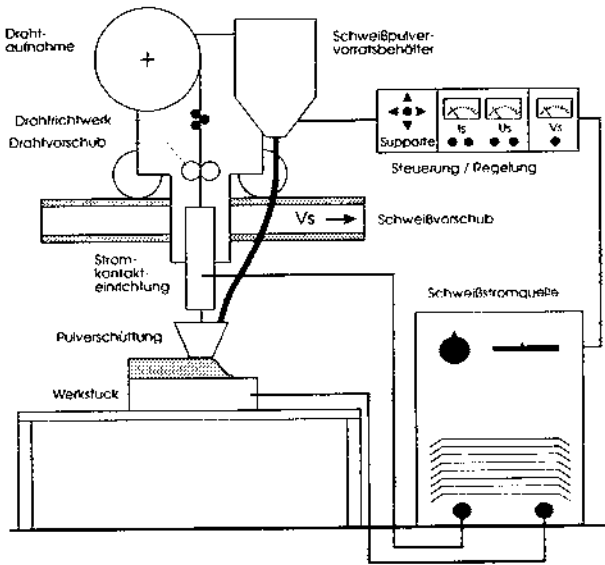 Draht-
aufnahme
Schweißpulver-
vorratsbehälter
Drahtrichtwerk
Drahtvorschub
Supporte
Is
Us
Vs
Steuerung / Regelung
Vs
Schweißvorschub
Strom-
kontakt-
einrichtung
Schweißstromquelle
Pulverschüttung
Werkstuck